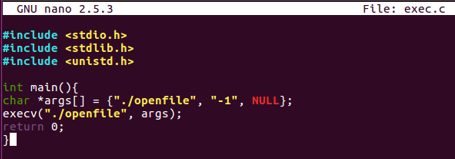 GNU nano 2.5.3 File: exec.c
#include <stdio.h>
#include <stdlib.h>
#include <unistd.h>
int main(){
char *args[] = {"./openfile", "-1", NULL};
execv("./openfile", args);
return 0;
}